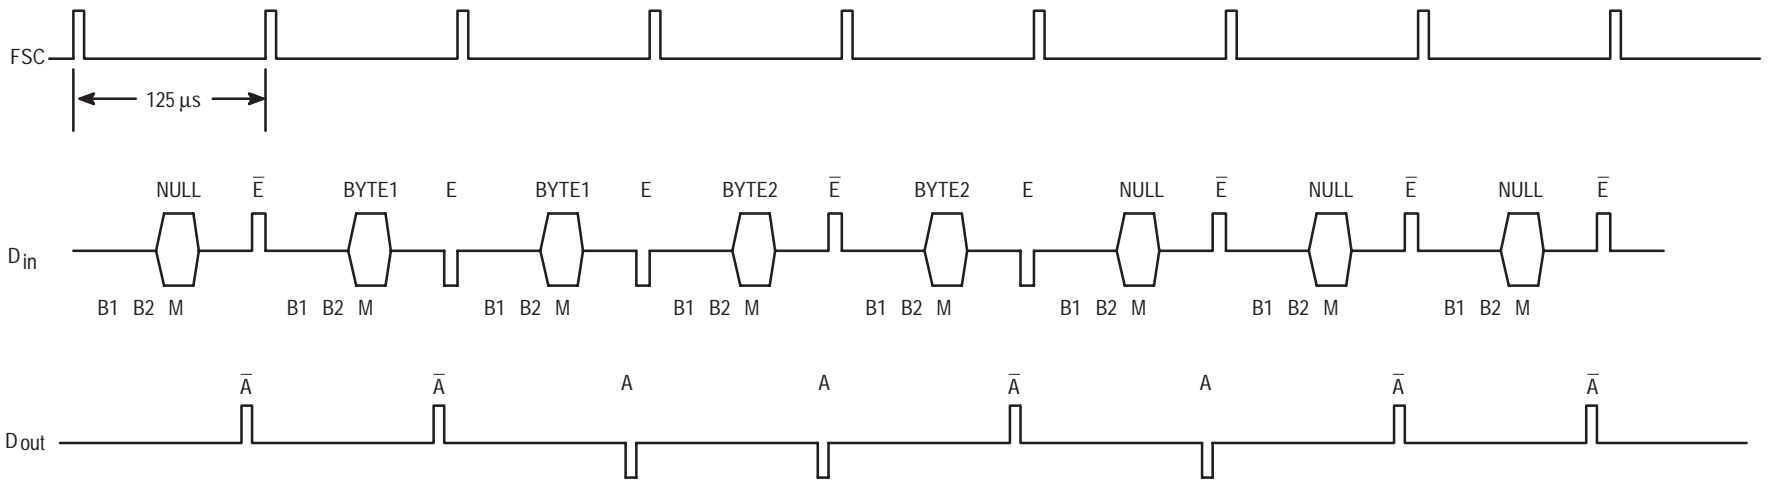 FSC
125 µs
NULL E̅ BYTE1 E BYTE1 E BYTE2 E̅ BYTE2 E NULL E̅ NULL E̅ NULL E̅
Din
B1 B2 M B1 B2 M B1 B2 M B1 B2 M B1 B2 M B1 B2 M B1 B2 M B1 B2 M
A̅ A̅ A A A̅ A A̅ A̅
Dout